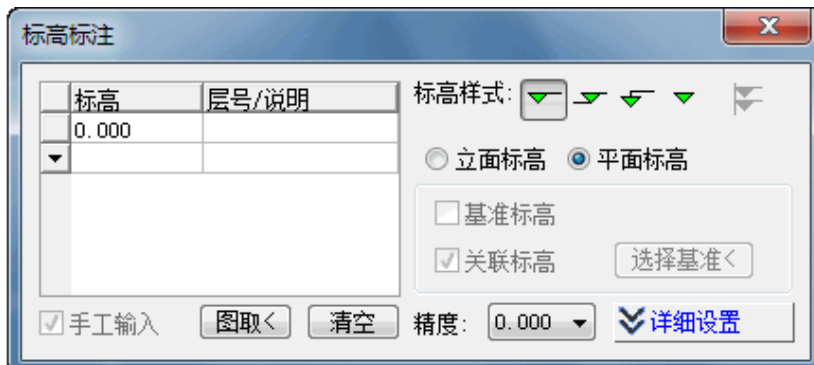 标高标注
标高 层号/说明
0.000
标高样式:
立面标高 平面标高
基准标高
关联标高 选择基准<
手工输入 图取< 清空 精度: 0.000 详细设置